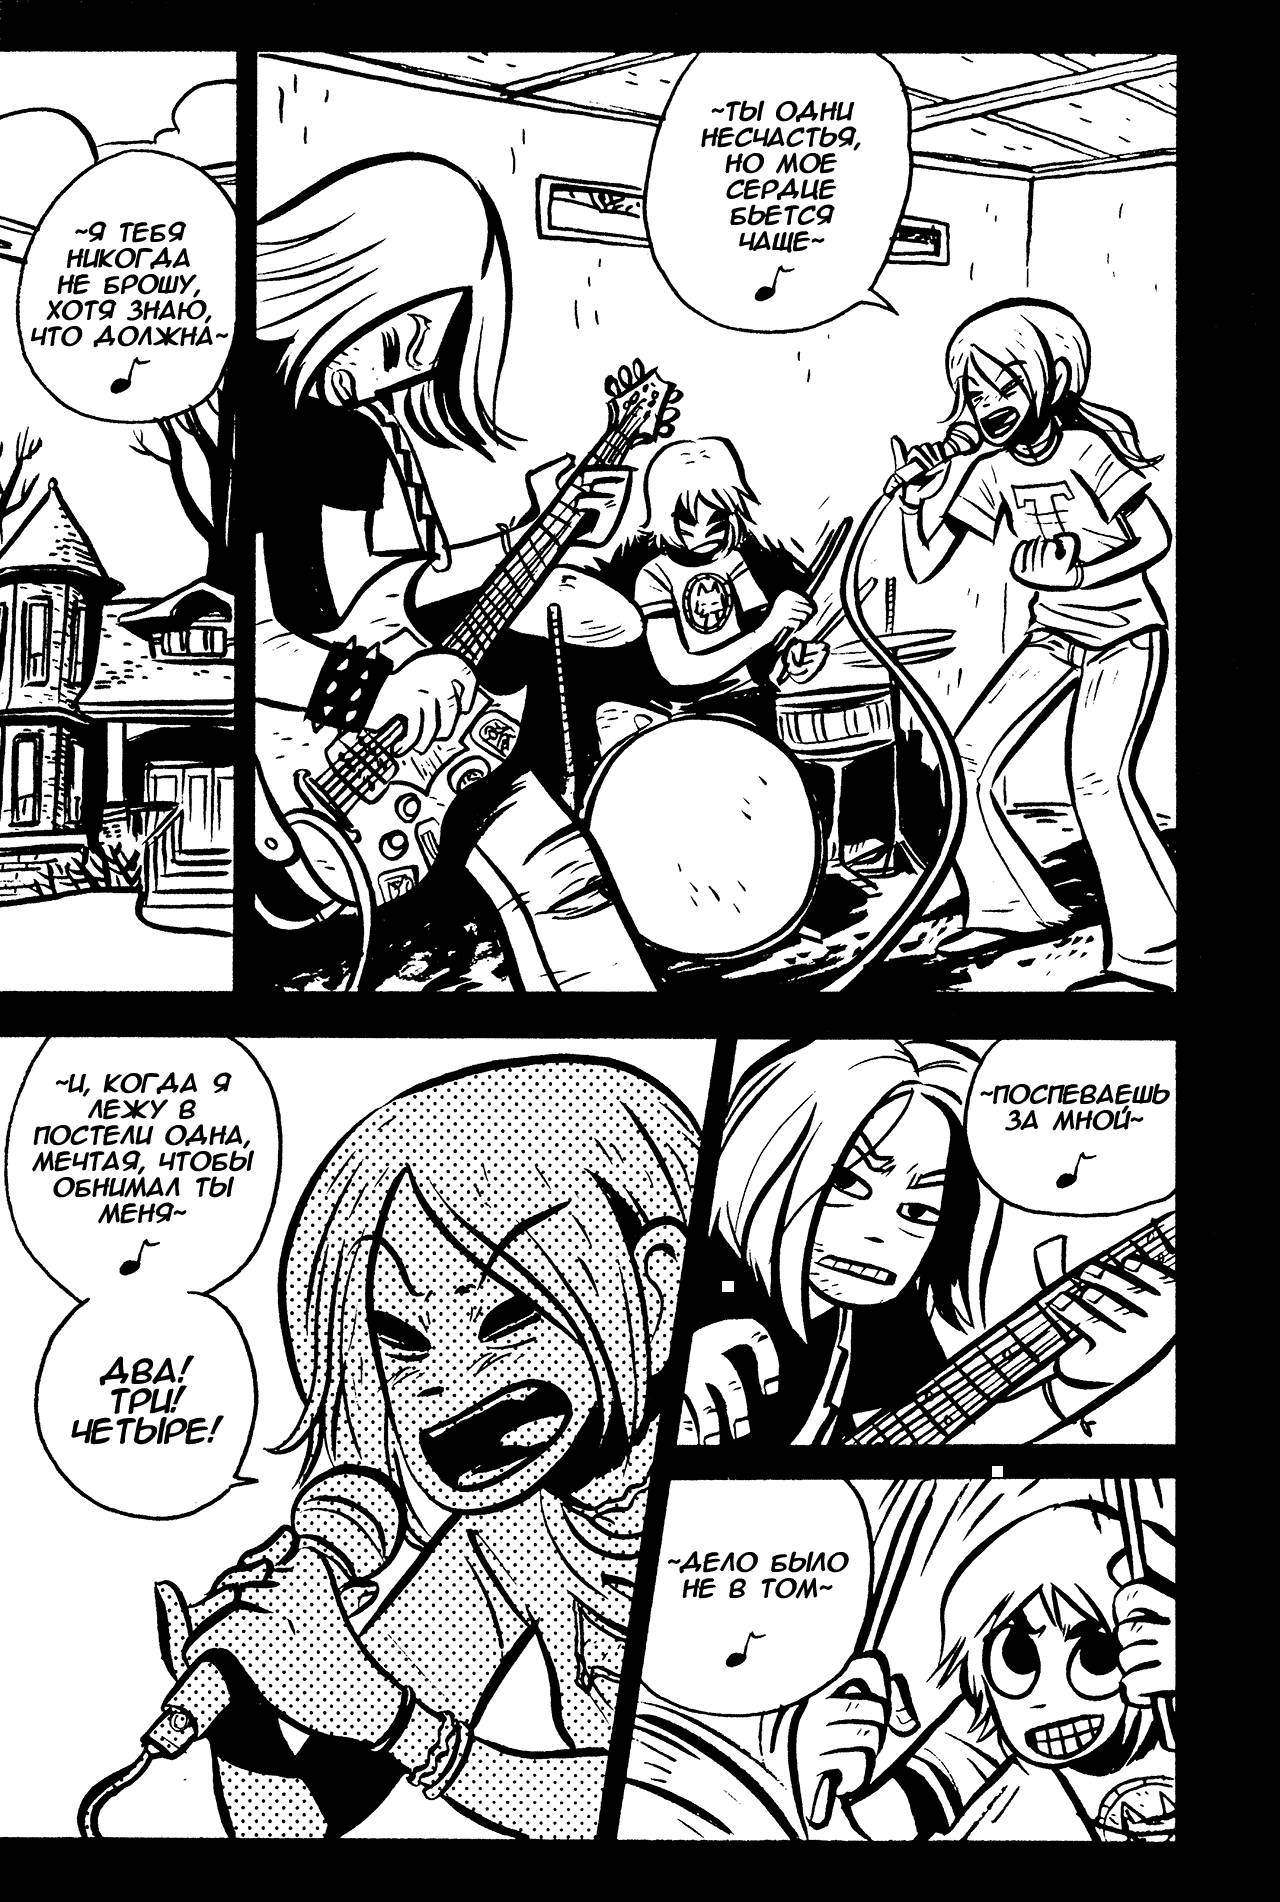 ~Я ТЕБЯ
НИКОГДА
НЕ БРОШУ,
ХОТЯ ЗНАЮ,
ЧТО ДОЛЖНА~
~ТЫ ОДНИ
НЕСЧАСТЬЯ,
НО МОЕ
СЕРДЦЕ
БЬЕТСЯ
ЧАЩЕ~
T
~И, КОГДА Я
ЛЕЖУ В
ПОСТЕЛИ ОДНА,
МЕЧТАЯ, ЧТОБЫ
ОБНИМАЛ ТЫ
МЕНЯ~
ДВА!
ТРИ!
ЧЕТЫРЕ!
~ПОСПЕВАЕШЬ
ЗА МНОЙ~
~ДЕЛО БЫЛО
НЕ В ТОМ~